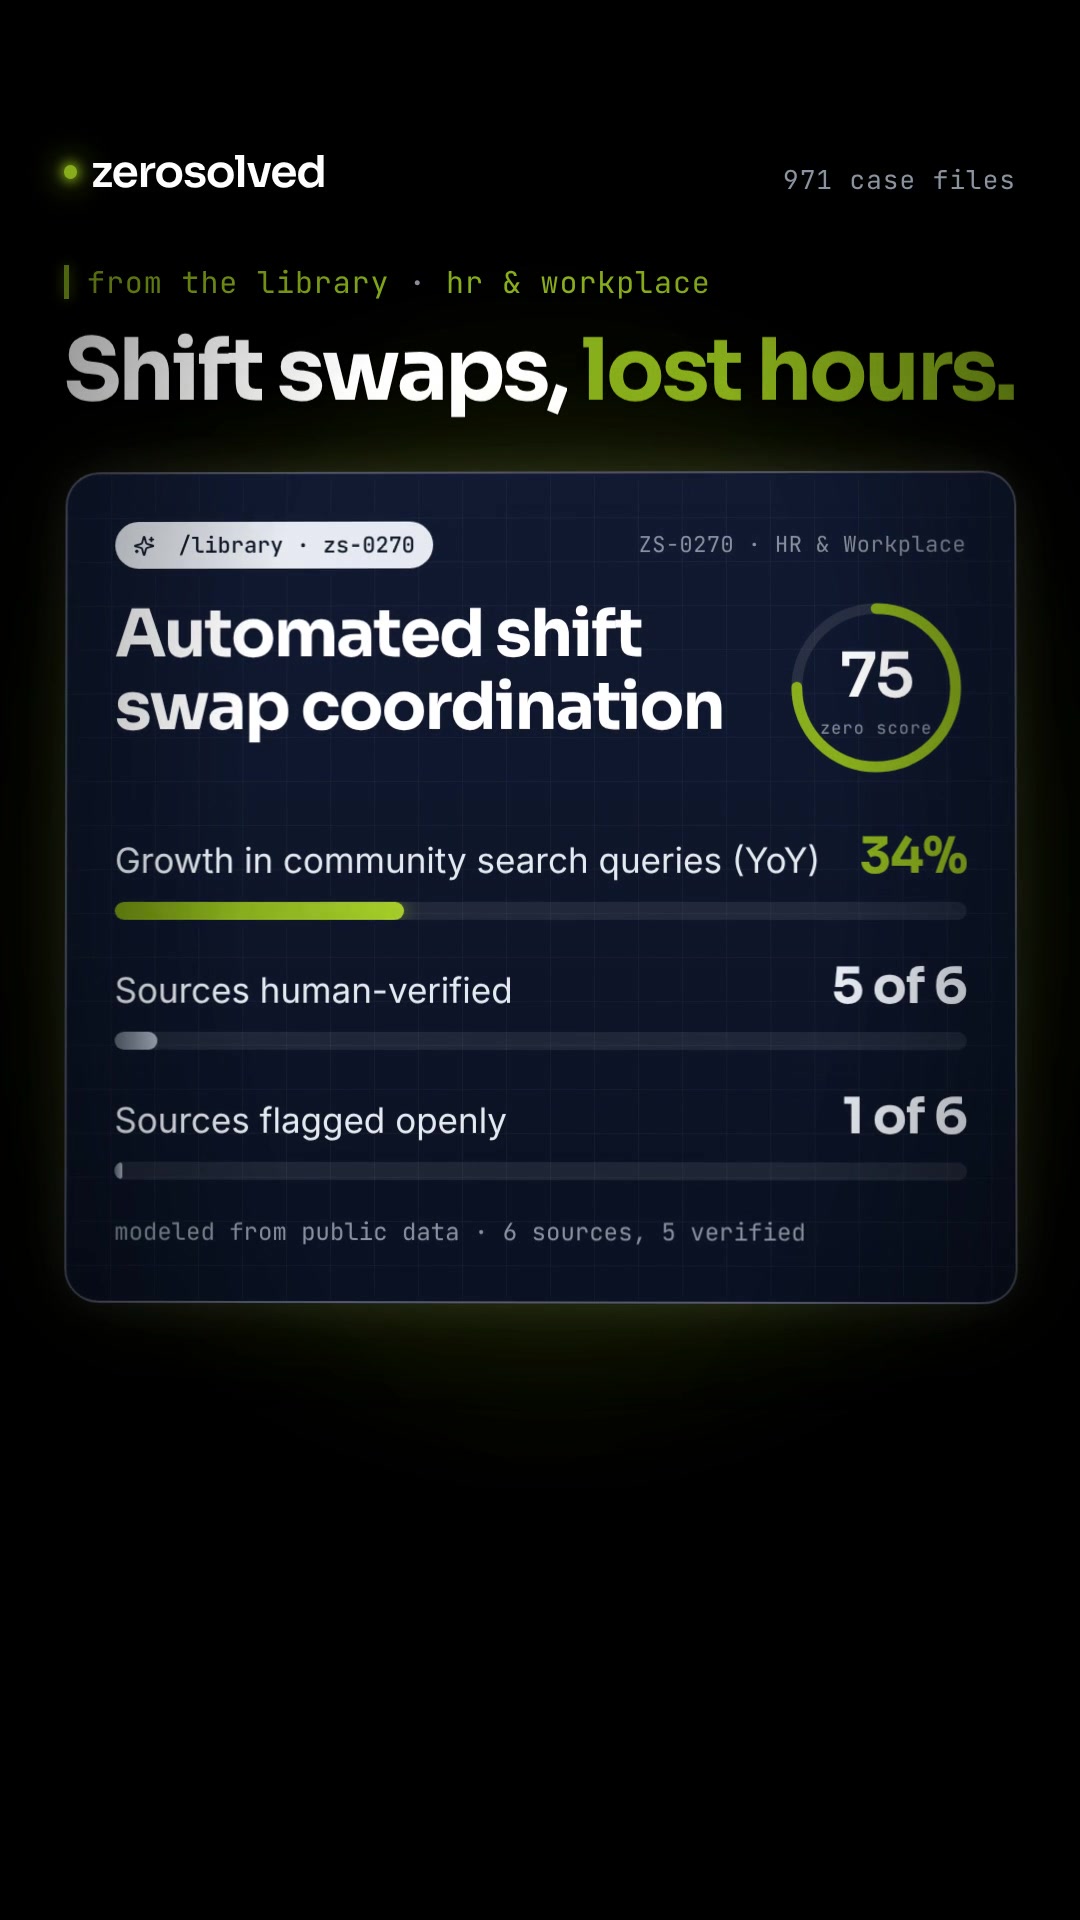 zerosolved
971 case files
from the library · hr & workplace
Shift swaps, lost hours.
/library · zs-0270
ZS-0270 · HR & Workplace
Automated shift
swap coordination
75
zero score
Growth in community search queries (YoY)
34%
Sources human-verified
5 of 6
Sources flagged openly
1 of 6
modeled from public data · 6 sources, 5 verified